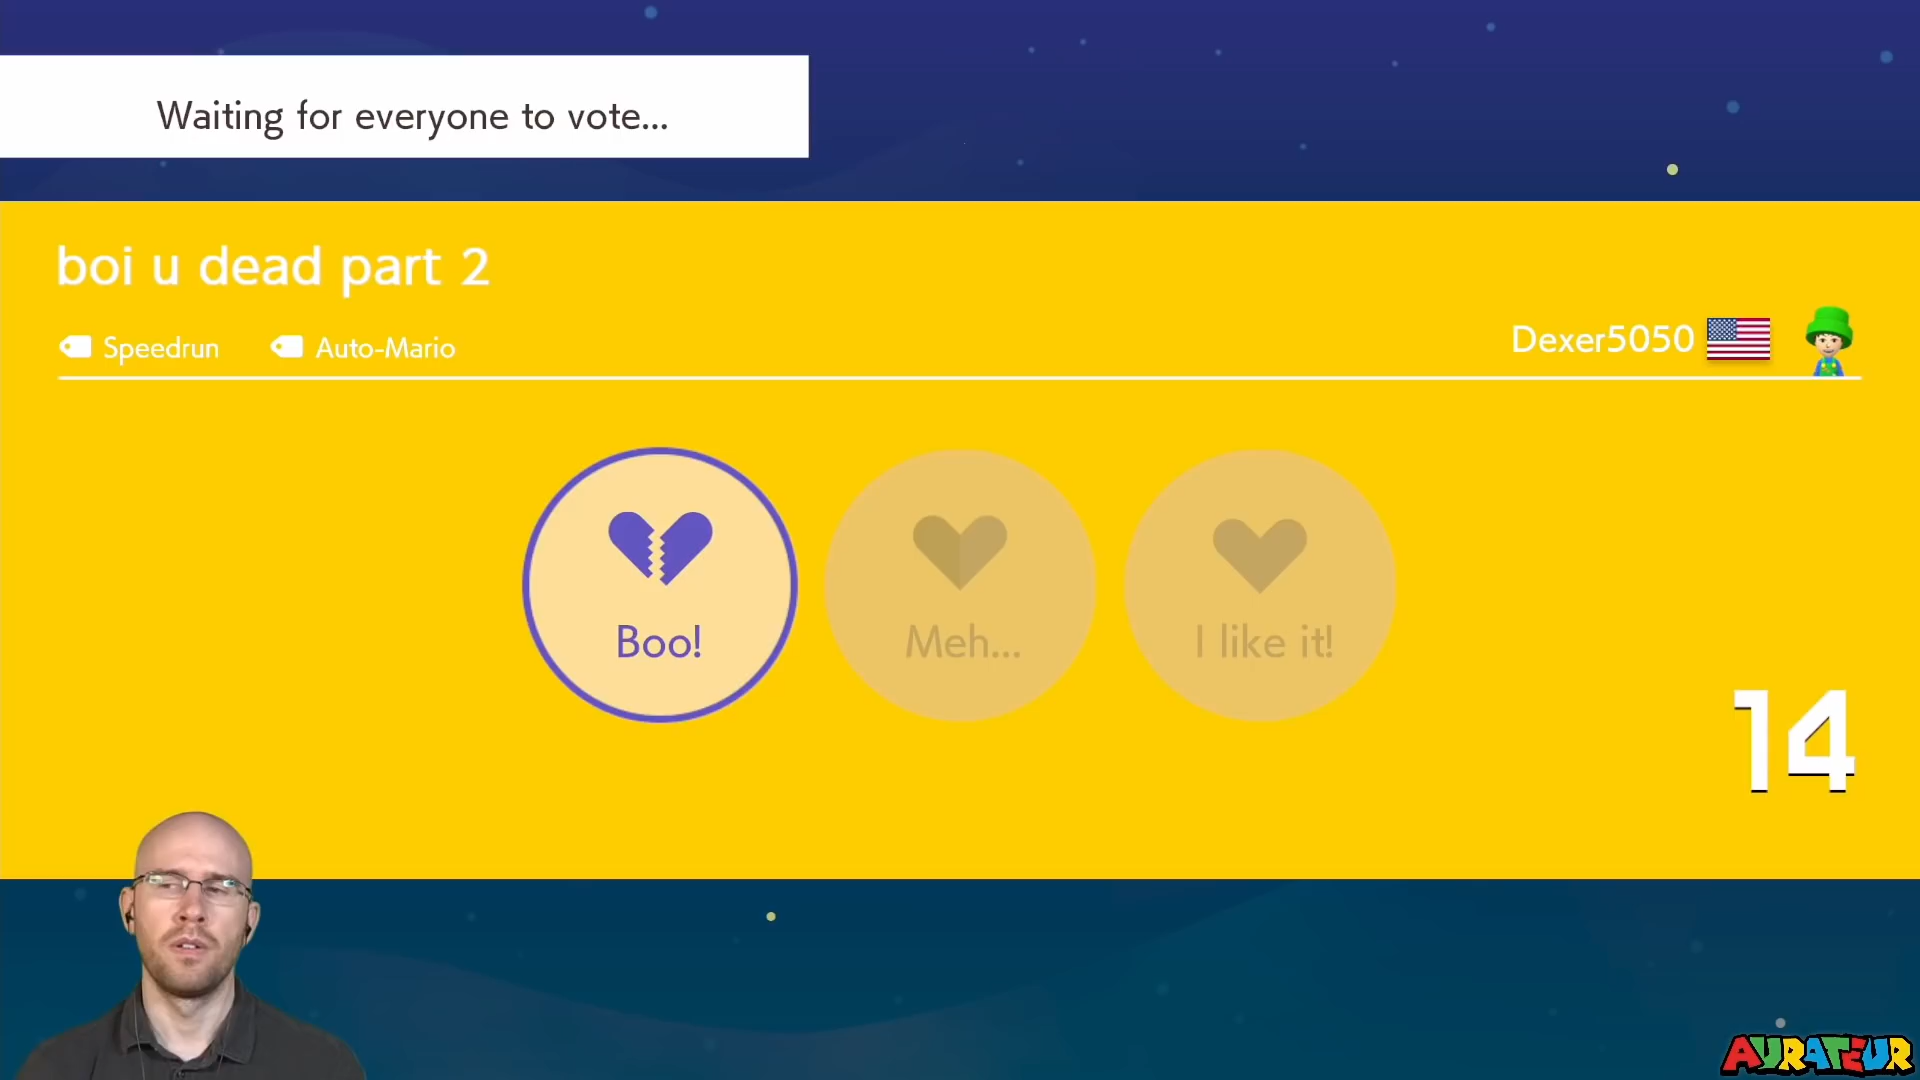 Waiting for everyone to vote...
boi u dead part 2
Speedrun Auto-Mario
Dexer5050
Boo! Meh... I like it!
14
AURATEUR